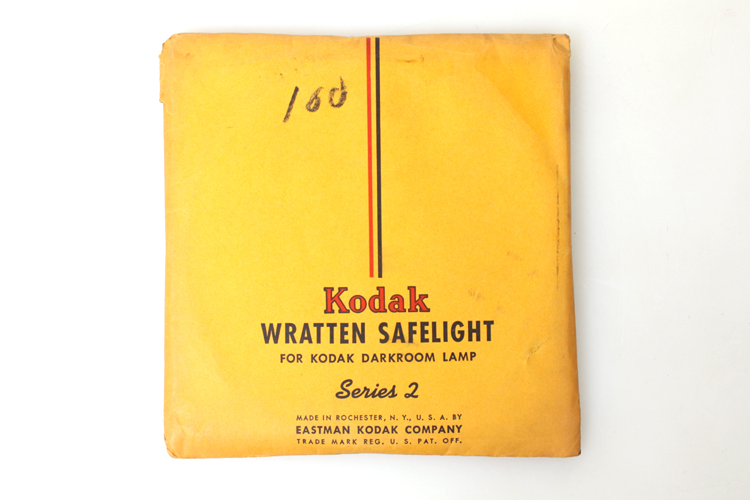 160
Kodak
WRATTEN SAFELIGHT
FOR KODAK DARKROOM LAMP
Series 2
MADE IN ROCHESTER, N. Y., U. S. A. BY
EASTMAN KODAK COMPANY
TRADE MARK REG. U. S. PAT. OFF.